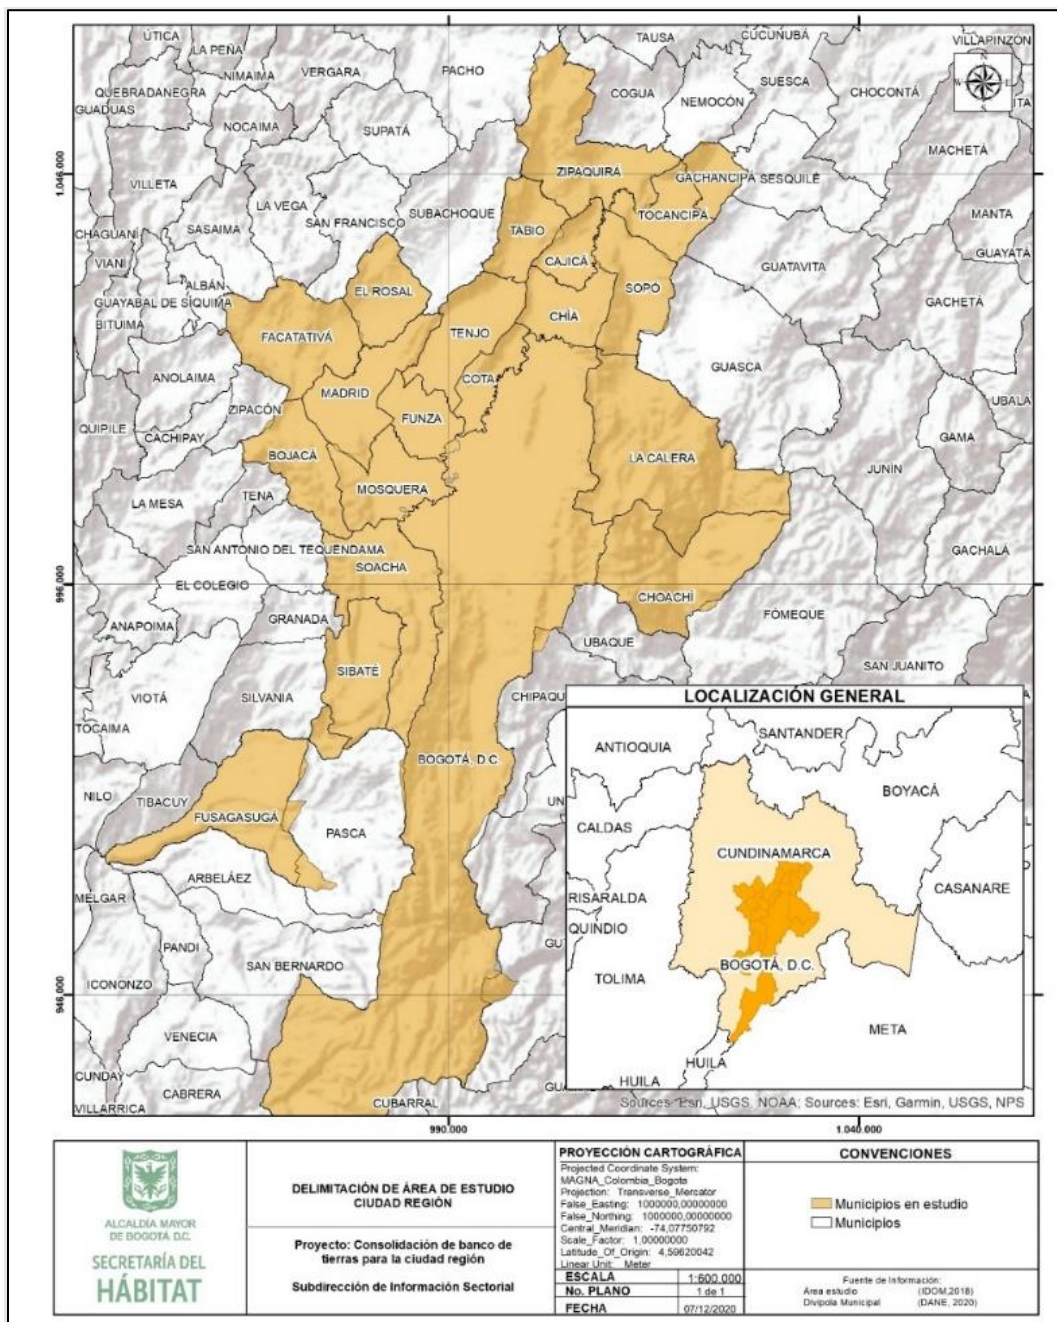 ÚTICA
LA PEÑA
NIMAIMA
VERGARA
PACHO
TAUSA
CUCUNUBÁ
VILLAPINZÓN
QUEBRADANEGRA
GUADUAS
NOCAIMA
SUPATÁ
COGUA
NEMOCÓN
SUESCA
CHOCONTÁ
N
W
E
S
ITA
MACHETÁ
1.046.000
VILLETA
LA VEGA
SAN FRANCISCO
SUBACHOQUE
ZIPAQUIRÁ
GACHANCIPÁ
SESQUILÉ
TOCANCIPÁ
MANTA
GUAYATÁ
CHAGUANÍ
SASAIMA
VIANI
ALBÁN
TABIO
CAJICÁ
GUATAVITA
GUAYABAL DE SÍQUIMA
BITUIMA
EL ROSAL
SOPÓ
GACHETÁ
FACATATIVÁ
TENJO
CHÍA
GUASCA
ANOLAIMA
MADRID
COTA
UBALA
QUIPILE
ZIPACÓN
CACHIPAY
FUNZA
GAMA
BOJACÁ
MOSQUERA
LA CALERA
JUNÍN
LA MESA
TENA
SAN ANTONIO DEL TEQUENDAMA
SOACHA
GACHALÁ
996.000
EL COLEGIO
CHOACHÍ
ANAPOIMA
GRANADA
FÓMEQUE
UBAQUE
SAN JUANITO
SIBATÉ
VIOTÁ
SILVANIA
CHIPAQU
TOCAIMA
BOGOTÁ, D.C.
NILO
TIBACUY
FUSAGASUGÁ
PASCA
UN
ARBELÁEZ
MELGAR
PANDI
SAN BERNARDO
GUT
ICONONZO
946.000
VENECIA
CUNDAY
CABRERA
VILLARRICA
CUBARRAL
GUA
LOCALIZACIÓN GENERAL
SANTANDER
ANTIOQUIA
BOYACÁ
CALDAS
CUNDINAMARCA
CASANARE
RISARALDA
QUINDIO
BOGOTÁ, D.C.
TOLIMA
META
HUILA
HUILA
Sources: Esri, USGS, NOAA; Sources: Esri, Garmin, USGS, NPS
990.000
1.040.000
ALCALDÍA MAYOR
DE BOGOTÁ D.C.
SECRETARÍA DEL
HÁBITAT
DELIMITACIÓN DE ÁREA DE ESTUDIO
CIUDAD REGIÓN
Proyecto: Consolidación de banco de
tierras para la ciudad región
Subdirección de Información Sectorial
PROYECCIÓN CARTOGRÁFICA
Projected Coordinate System:
MAGNA_Colombia_Bogota
Projection: Transverse_Mercator
False_Easting: 1000000,00000000
False_Northing: 1000000,00000000
Central_Meridian: -74,07750792
Scale_Factor: 1,00000000
Latitude_Of_Origin: 4,59620042
Linear Unit: Meter
ESCALA 1:600.000
No. PLANO 1 de 1
FECHA 07/12/2020
CONVENCIONES
Municipios en estudio
Municipios
Fuente de Información:
Área estudio (IDOM,2018)
Divipola Municipal (DANE, 2020)